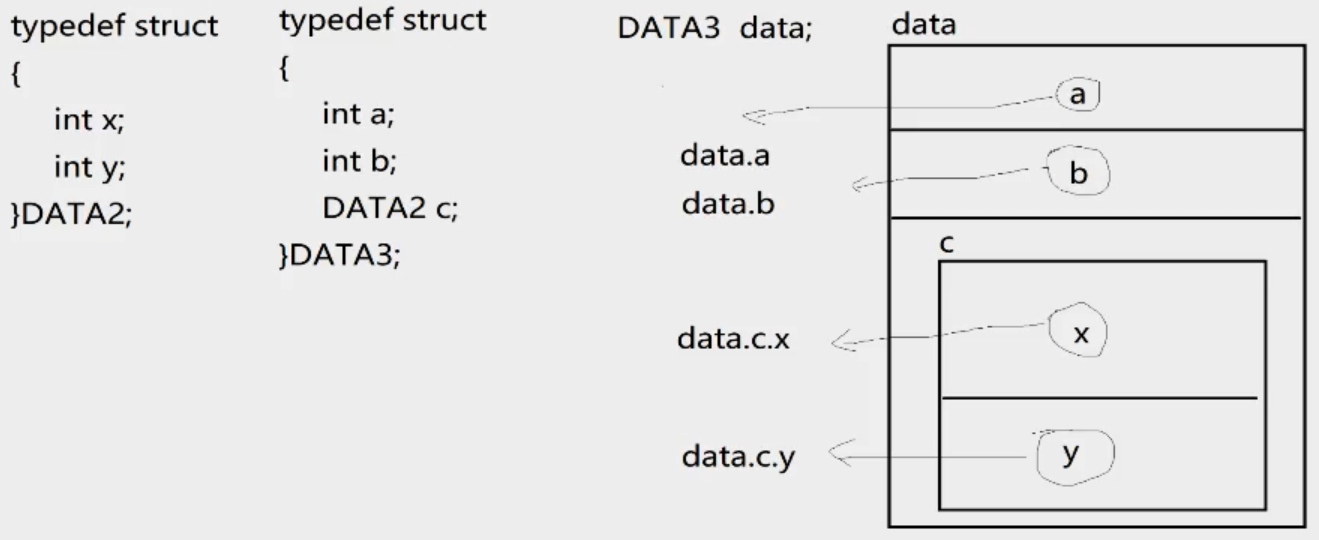 typedef struct
{
int x;
int y;
}DATA2;
typedef struct
{
int a;
int b;
DATA2 c;
}DATA3;
DATA3 data;
data.a
data.b
data.c.x
data.c.y
data
a
b
c
x
y